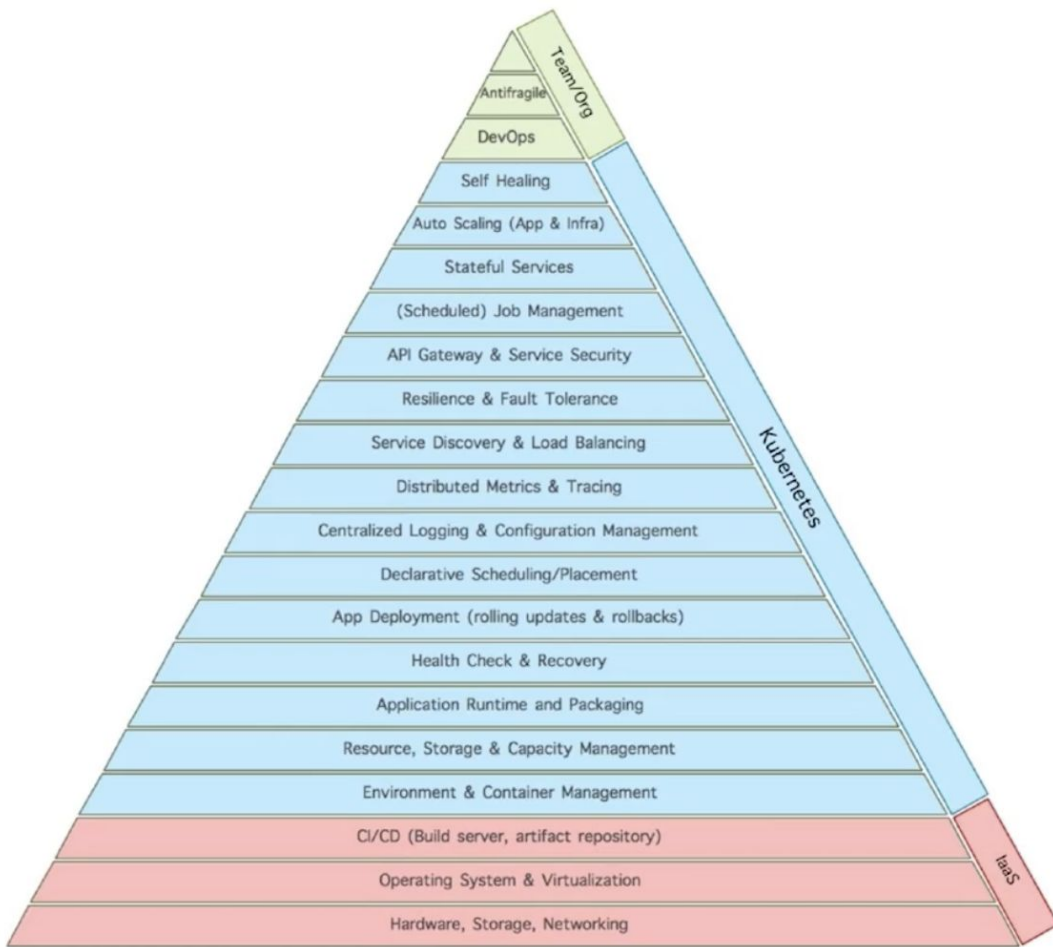 Team/Org
Antifragile
DevOps
Self Healing
Auto Scaling (App & Infra)
Stateful Services
(Scheduled) Job Management
API Gateway & Service Security
Resilience & Fault Tolerance
Service Discovery & Load Balancing
Kubernetes
Distributed Metrics & Tracing
Centralized Logging & Configuration Management
Declarative Scheduling/Placement
App Deployment (rolling updates & rollbacks)
Health Check & Recovery
Application Runtime and Packaging
Resource, Storage & Capacity Management
Environment & Container Management
CI/CD (Build server, artifact repository)
IaaS
Operating System & Virtualization
Hardware, Storage, Networking